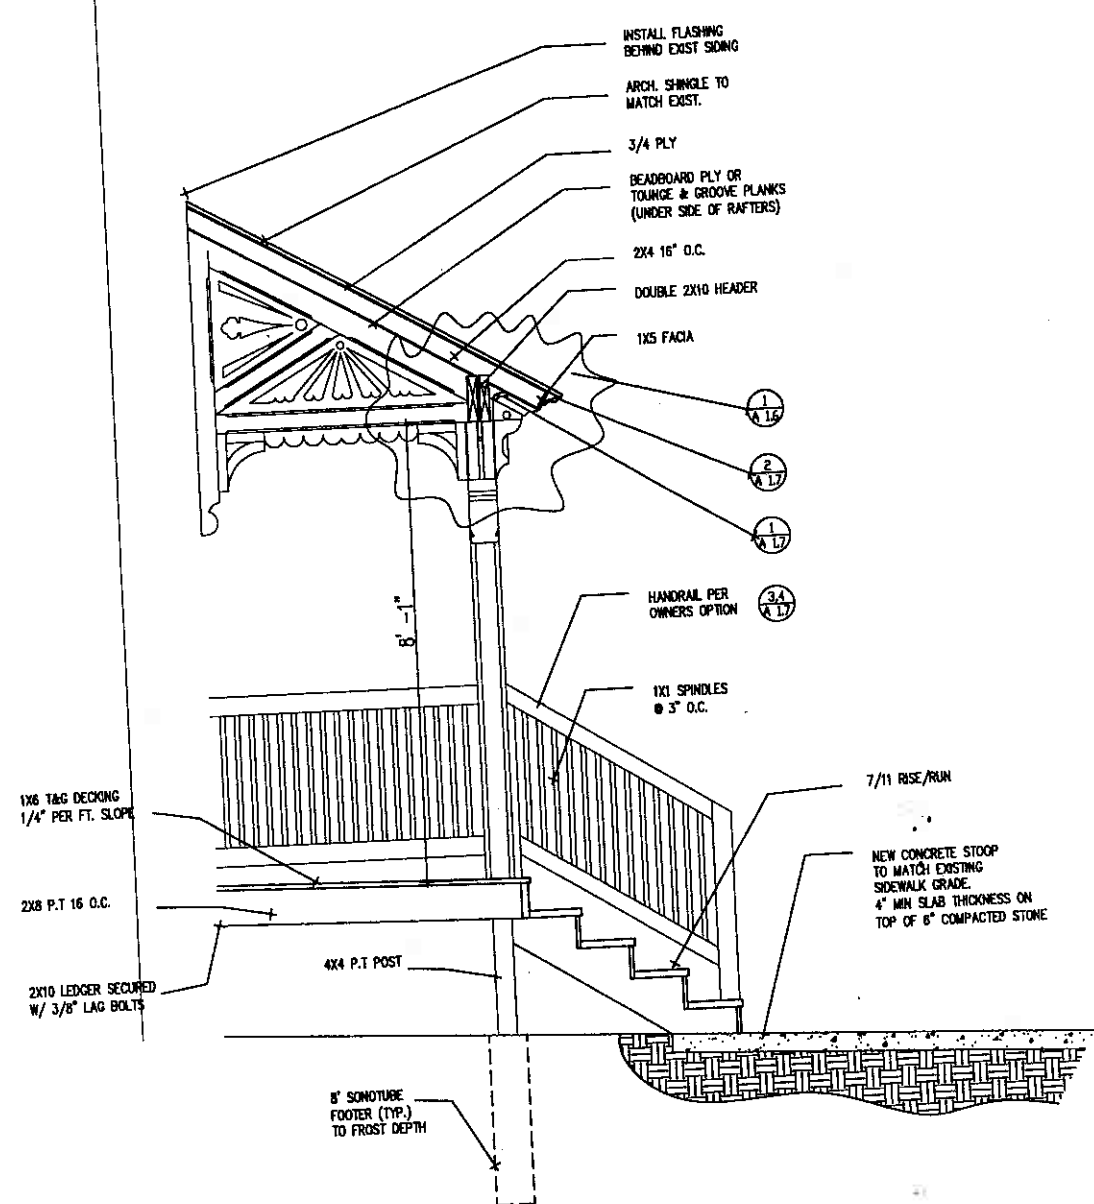 INSTALL FLASHING
BEHIND EXIST SIDING
ARCH. SHINGLE TO
MATCH EXIST.
3/4 PLY
BEADBOARD PLY OR
TOUNGE & GROOVE PLANKS
(UNDER SIDE OF RAFTERS)
2X4 16" O.C.
DOUBLE 2X10 HEADER
1X5 FACIA
1
A 1.6
2
A 1.7
1
A 1.7
HANDRAIL PER
OWNERS OPTION
3,4
A 1.7
8' -1"
1X1 SPINDLES
@ 3" O.C.
7/11 RISE/RUN
1X6 T&G DECKING
1/4" PER FT. SLOPE
NEW CONCRETE STOOP
TO MATCH EXISTING
SIDEWALK GRADE.
4" MIN SLAB THICKNESS ON
TOP OF 6" COMPACTED STONE
2X8 P.T 16 O.C.
4X4 P.T POST
2X10 LEDGER SECURED
W/ 3/8" LAG BOLTS
8" SONOTUBE
FOOTER (TYP.)
TO FROST DEPTH